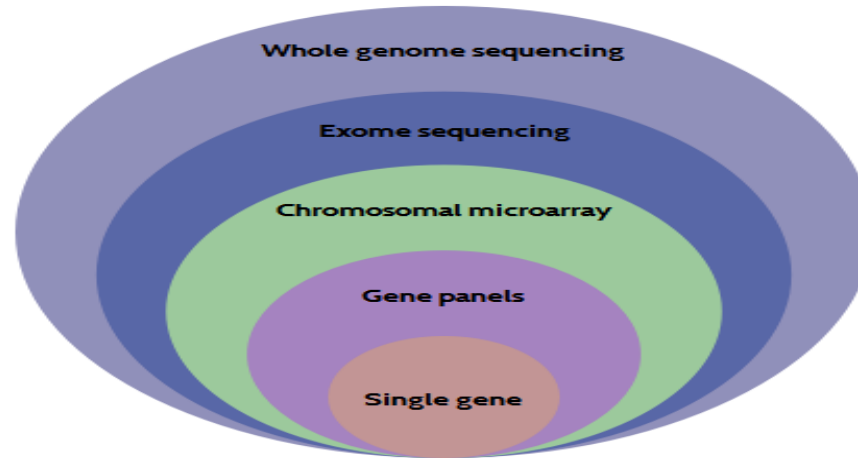 Whole genome sequencing
Exome sequencing
Chromosomal microarray
Gene panels
Single gene